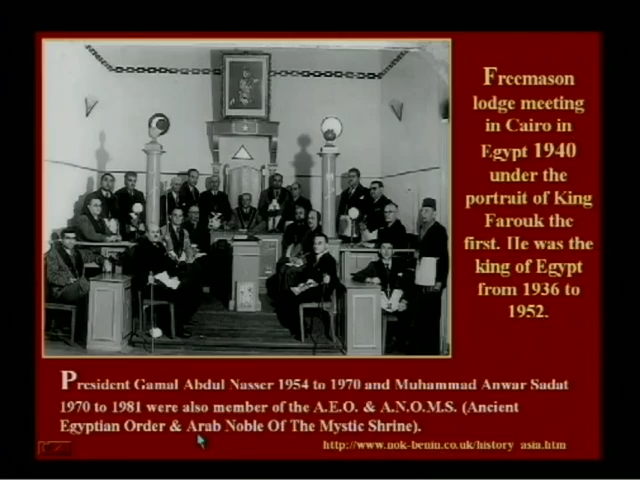 Freemason
lodge meeting
in Cairo in
Egypt 1940
under the
portrait of King
Farouk the
first. He was the
king of Egypt
from 1936 to
1952.
President Gamal Abdul Nasser 1954 to 1970 and Muhammad Anwar Sadat
1970 to 1981 were also member of the A.E.O. & A.N.O.M.S. (Ancient
Egyptian Order & Arab Noble Of The Mystic Shrine).
http://www.nok-benin.co.uk/history_asia.htm